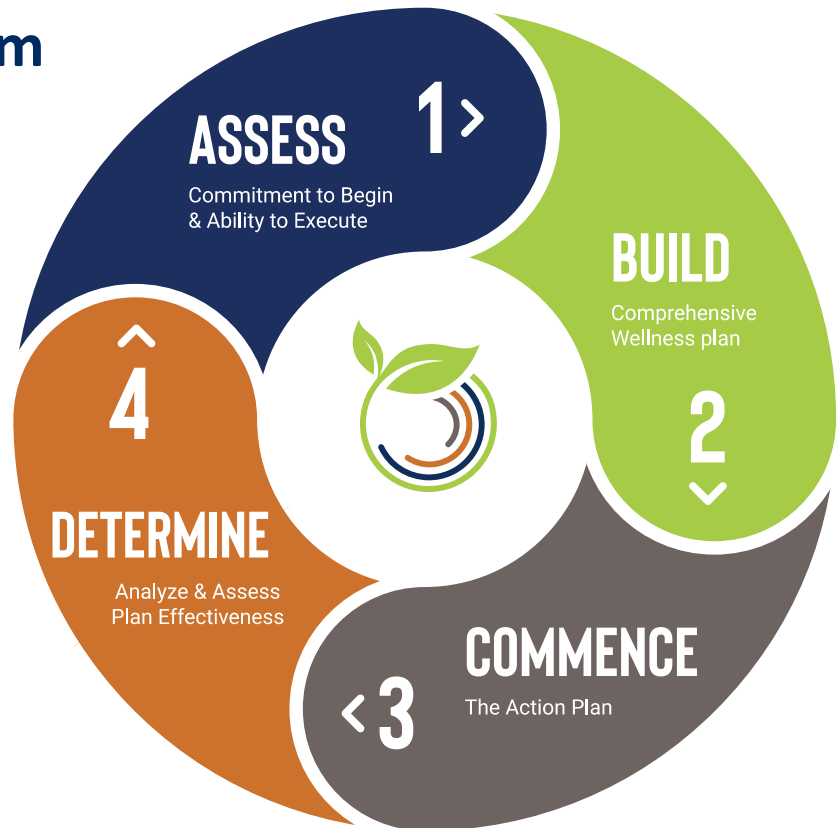 m
ASSESS
1 >
Commitment to Begin
& Ability to Execute
BUILD
Comprehensive
Wellness plan
2
COMMENCE
< 3
The Action Plan
4
DETERMINE
Analyze & Assess
Plan Effectiveness